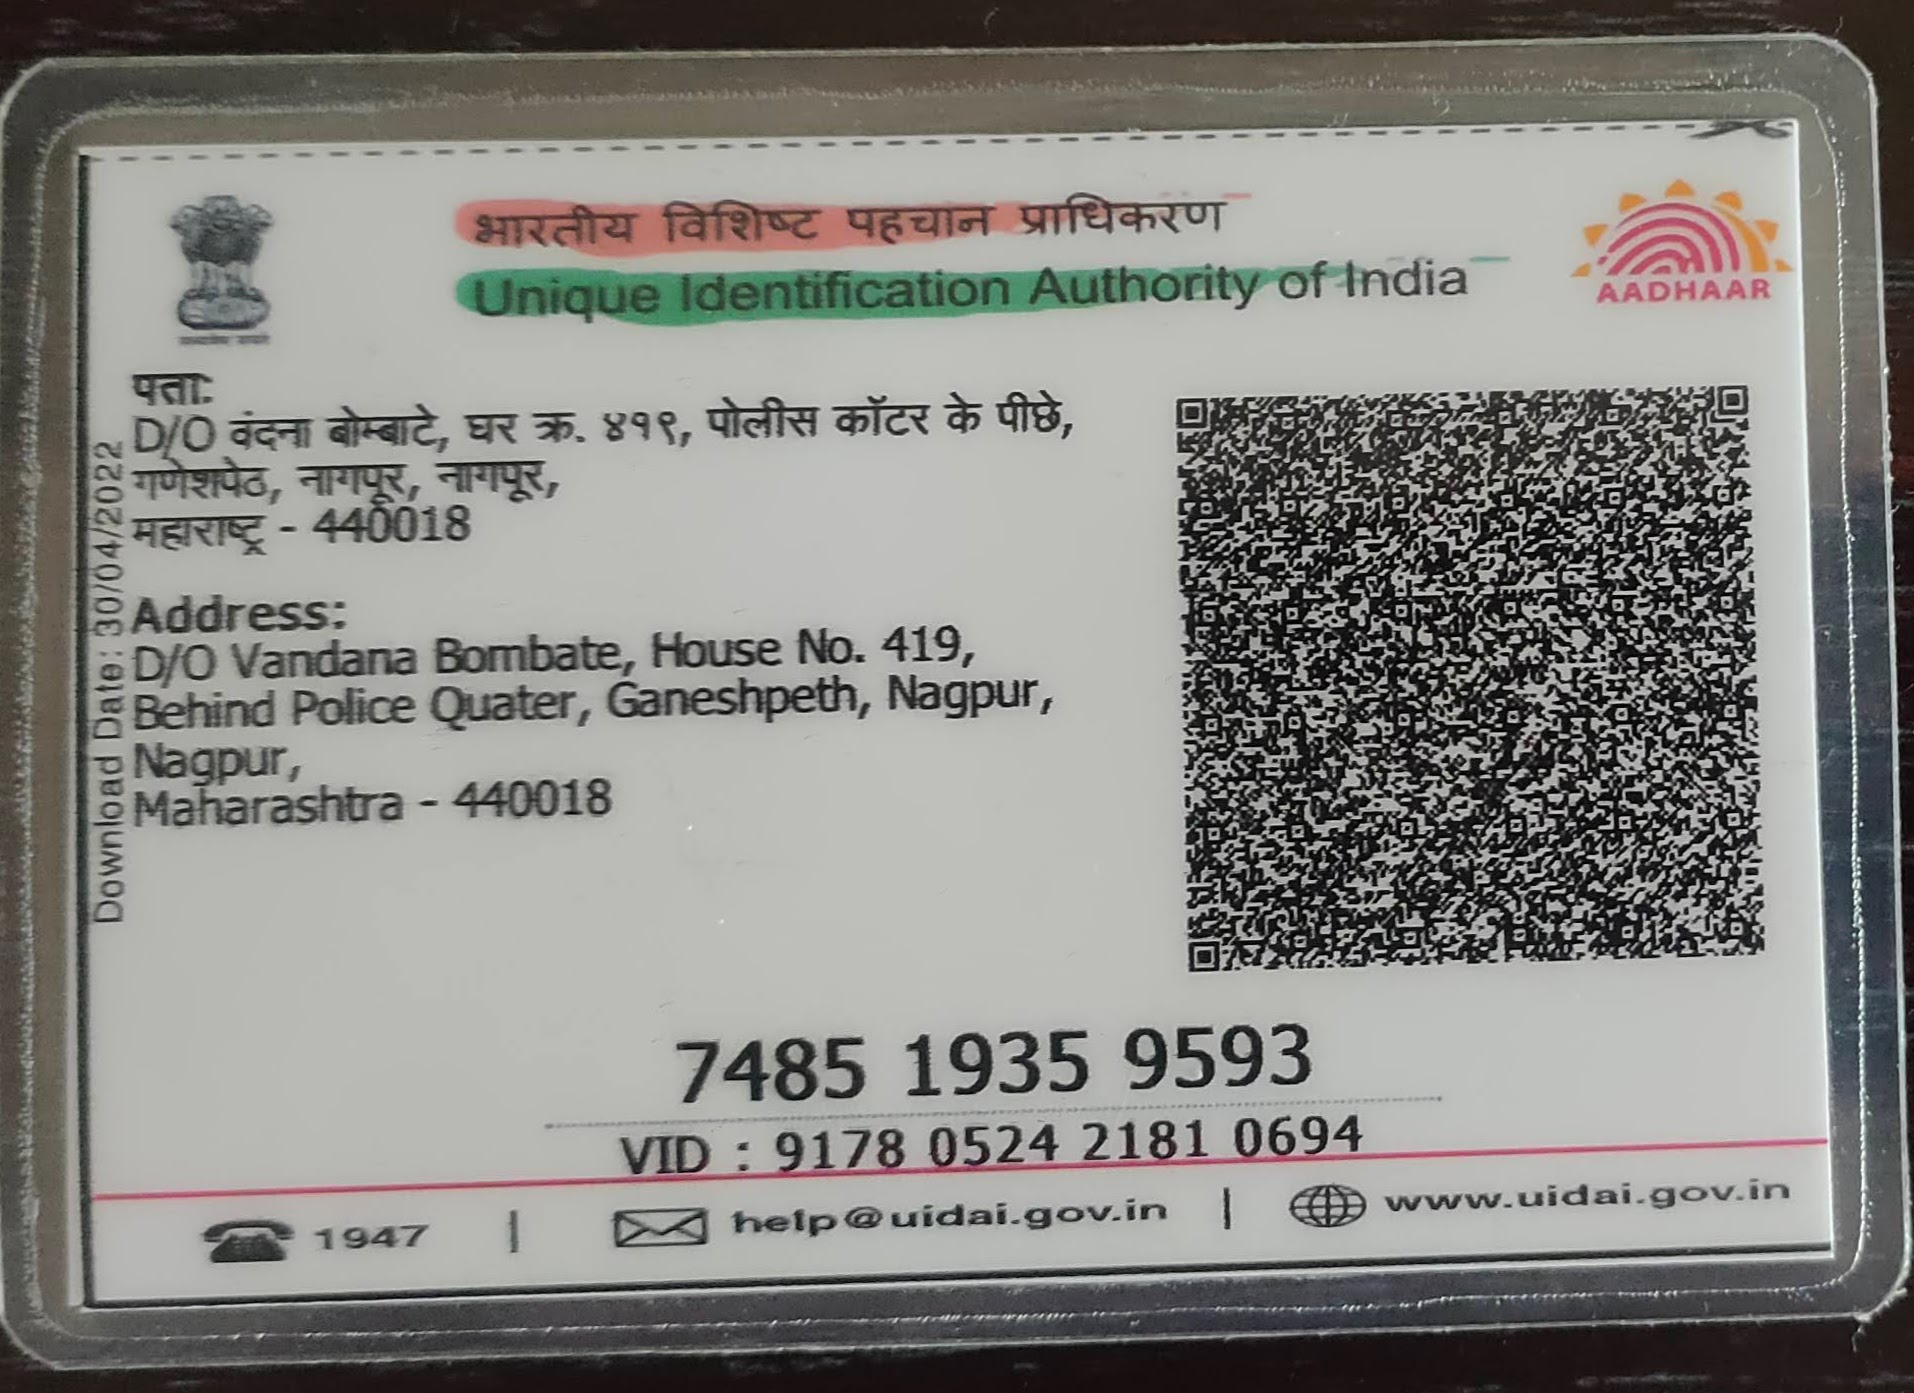 भारतीय विशिष्ट पहचान प्राधिकरण
Unique Identification Authority of India
AADHAAR
पता:
D/O वंदना बोम्बाटे, घर क्र. ४१९, पोलीस कॉटर के पीछे,
गणेशपेठ, नागपूर, नागपूर,
महाराष्ट्र - 440018
Address:
D/O Vandana Bombate, House No. 419,
Behind Police Quater, Ganeshpeth, Nagpur,
Nagpur,
Maharashtra - 440018
Download Date: 30/04/2022
7485 1935 9593
VID : 9178 0524 2181 0694
1947 | help@uidai.gov.in | www.uidai.gov.in